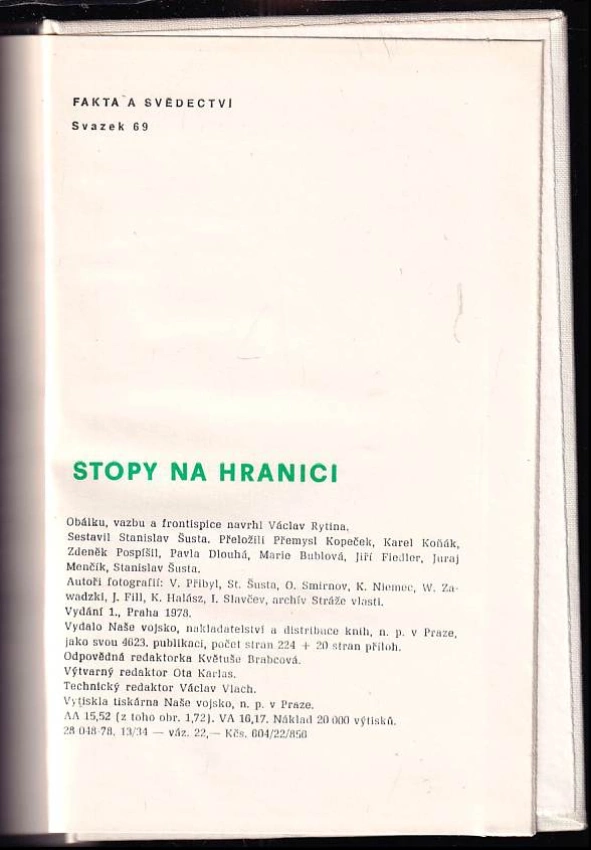 FAKTA A SVĚDECTVÍ
Svazek 69
STOPY NA HRANICI
Obálku, vazbu a frontispice navrhl Václav Rytina.
Sestavil Stanislav Šusta. Přeložili Přemysl Kopeček, Karel Koňák,
Zdeněk Pospíšil, Pavla Dlouhá, Marie Bublová, Jiří Fiedler, Juraj
Menčík, Stanislav Šusta.
Autoři fotografií: V. Přibyl, St. Šusta, O. Smirnov, K. Niemec, W. Za-
wadzki, J. Fill, K. Halász, I. Slavčev, archív Stráže vlasti.
Vydání 1., Praha 1978.
Vydalo Naše vojsko, nakladatelství a distribuce knih, n. p. v Praze,
jako svou 4623. publikaci, počet stran 224 + 20 stran příloh.
Odpovědná redaktorka Květuše Brabcová.
Výtvarný redaktor Ota Karlas.
Technický redaktor Václav Vlach.
Vytiskla tiskárna Naše vojsko, n. p. v Praze.
AA 15,52 (z toho obr. 1,72). VA 16,17. Náklad 20 000 výtisků.
28-048-78. 13/34 — váz. 22,— Kčs. 604/22/856